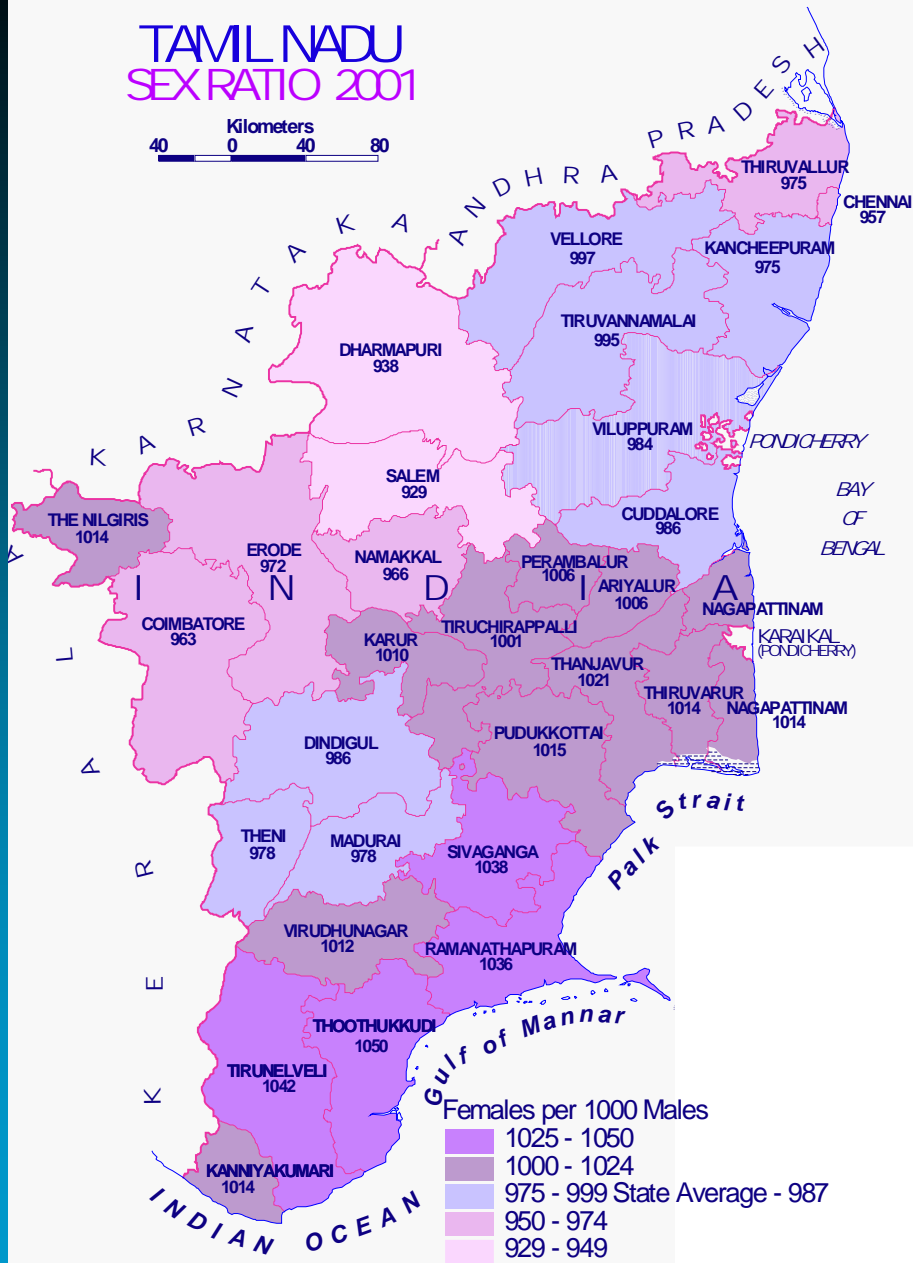 TAMIL NADU
SEX RATIO 2001
Kilometers
40 0 40 80
ANDHRA PRADESH
KARNATAKA
KERALA
INDIA
THIRUVALLUR
975
CHENNAI
957
VELLORE
997
KANCHEEPURAM
975
TIRUVANNAMALAI
995
DHARMAPURI
938
VILUPPURAM
984
PONDICHERRY
SALEM
929
BAY
OF
BENGAL
CUDDALORE
986
THE NILGIRIS
1014
ERODE
972
NAMAKKAL
966
PERAMBALUR
1006
ARIYALUR
1006
NAGAPATTINAM
COIMBATORE
963
KARUR
1010
TIRUCHIRAPPALLI
1001
KARAIKAL
(PONDICHERRY)
THANJAVUR
1021
THIRUVARUR
1014
NAGAPATTINAM
1014
PUDUKKOTTAI
1015
DINDIGUL
986
Palk Strait
THENI
978
MADURAI
978
SIVAGANGA
1038
VIRUDHUNAGAR
1012
RAMANATHAPURAM
1036
THOOTHUKKUDI
1050
Gulf of Mannar
TIRUNELVELI
1042
KANNIYAKUMARI
1014
INDIAN OCEAN
Females per 1000 Males
1025 - 1050
1000 - 1024
975 - 999 State Average - 987
950 - 974
929 - 949